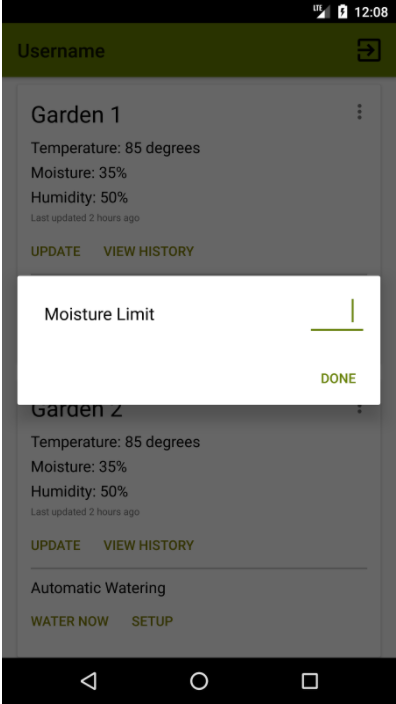 LTE 12:08
Username
Garden 1
Temperature: 85 degrees
Moisture: 35%
Humidity: 50%
Last updated 2 hours ago
UPDATE VIEW HISTORY
Moisture Limit
DONE
Garden 2
Temperature: 85 degrees
Moisture: 35%
Humidity: 50%
Last updated 2 hours ago
UPDATE VIEW HISTORY
Automatic Watering
WATER NOW SETUP